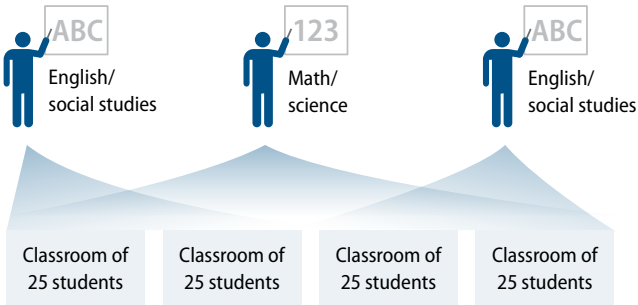 ABC
English/
social studies
123
Math/
science
ABC
English/
social studies
Classroom of
25 students
Classroom of
25 students
Classroom of
25 students
Classroom of
25 students